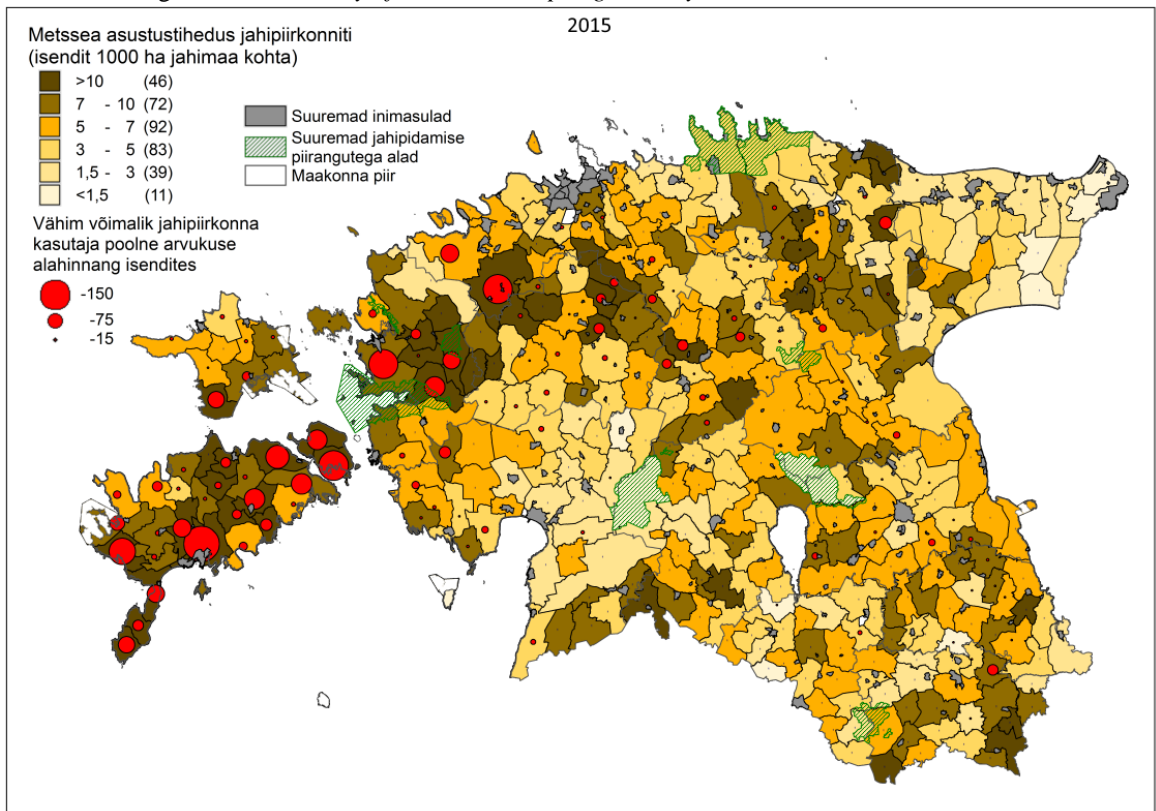 2015
Metssea asustustihedus jahipiirkonniti
(isendit 1000 ha jahimaa kohta)
>10 (46)
7 - 10 (72)
5 - 7 (92)
3 - 5 (83)
1,5 - 3 (39)
<1,5 (11)
Suuremad inimasulad
Suuremad jahipidamise
piirangutega alad
Maakonna piir
Vähim võimalik jahipiirkonna
kasutaja poolne arvukuse
alahinnang isendites
-150
-75
-15